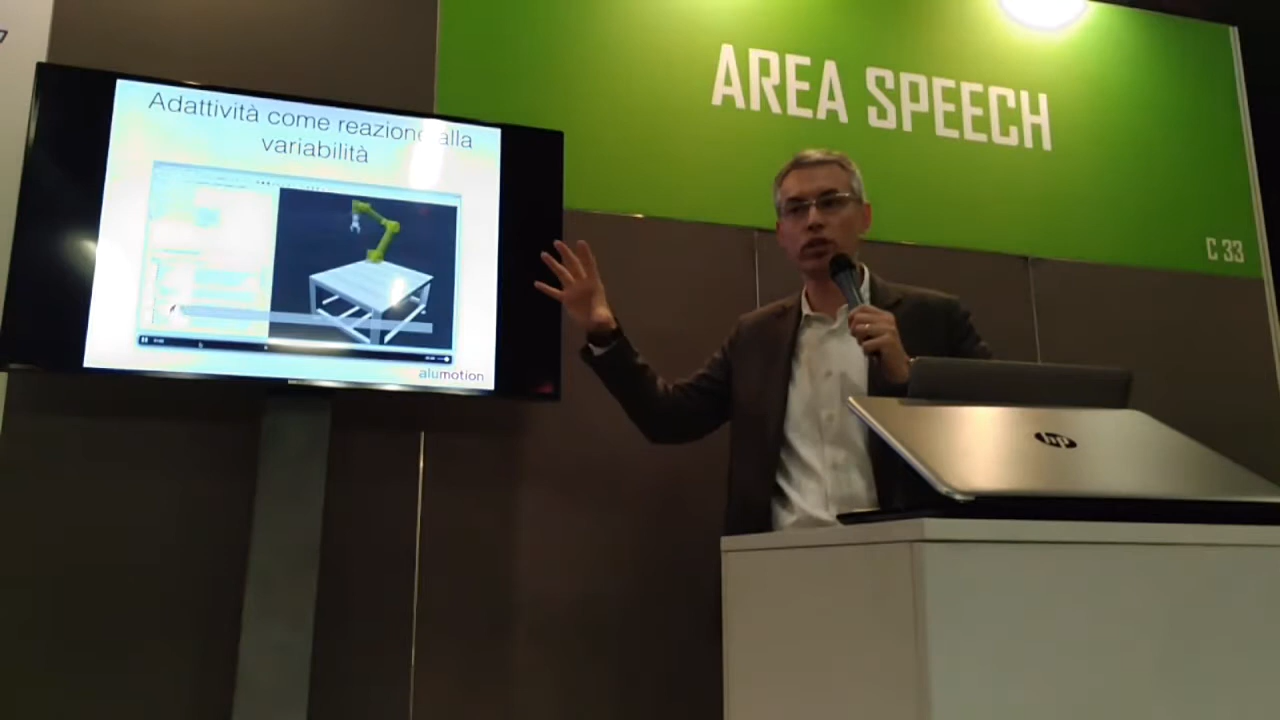 Adattività come reazione alla
variabilità
alumotion
AREA SPEECH
C 33
hp